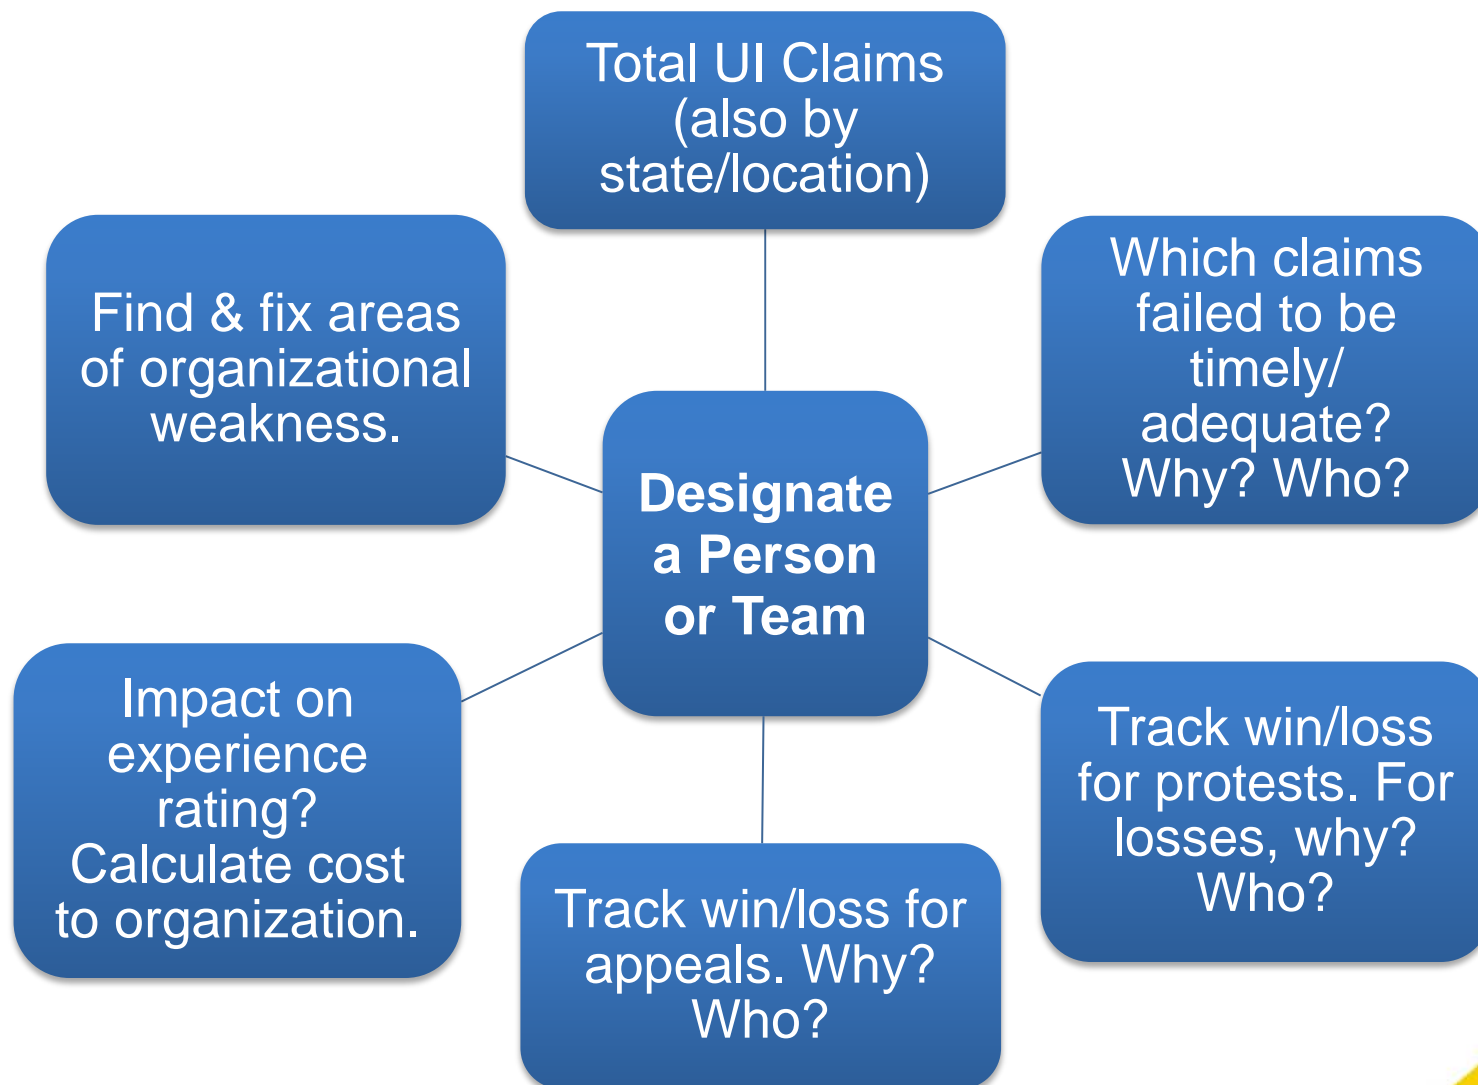 Total UI Claims
(also by
state/location)
Which claims
failed to be
timely/
adequate?
Why? Who?
Track win/loss
for protests. For
losses, why?
Who?
Track win/loss for
appeals. Why?
Who?
Impact on
experience
rating?
Calculate cost
to organization.
Find & fix areas
of organizational
weakness.
Designate
a Person
or Team